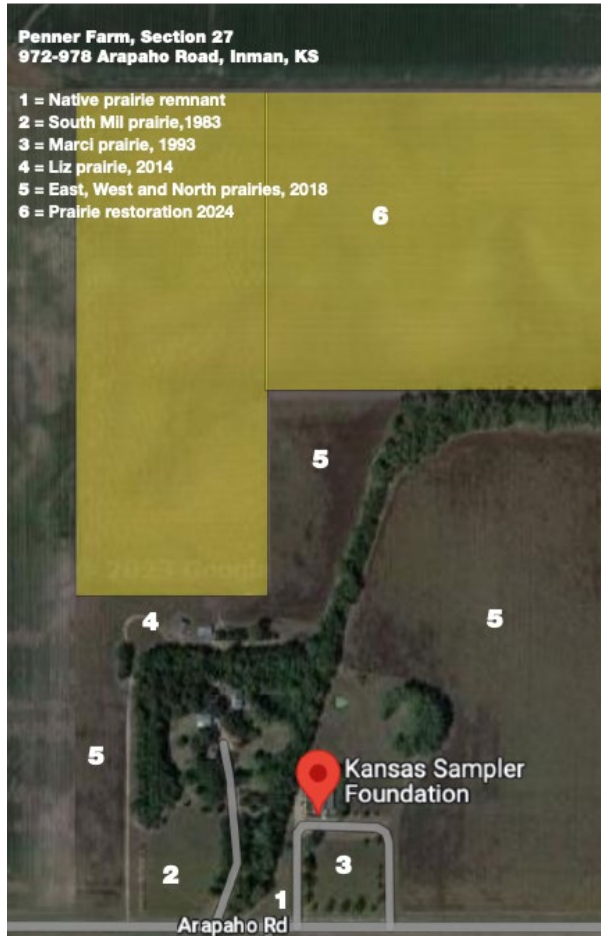 Penner Farm, Section 27
972-978 Arapaho Road, Inman, KS
1 = Native prairie remnant
2 = South Mil prairie,1983
3 = Marci prairie, 1993
4 = Liz prairie, 2014
5 = East, West and North prairies, 2018
6 = Prairie restoration 2024
6
5
4
5
5
Kansas Sampler
Foundation
2
3
1
Arapaho Rd